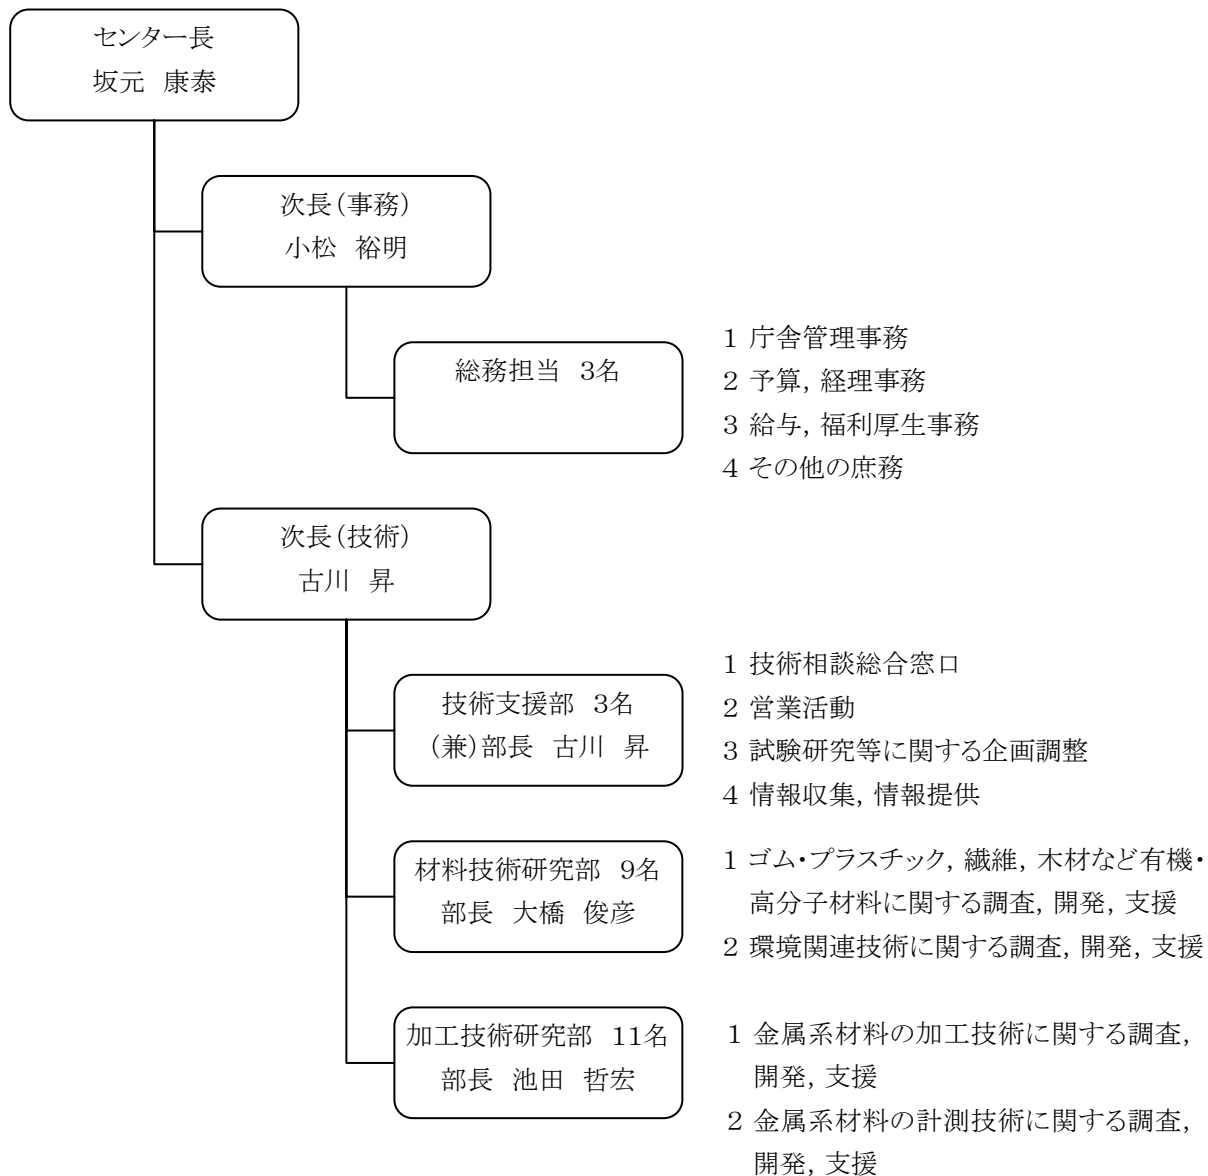 センター長
坂元 康泰
次長(事務)
小松 裕明
総務担当 3名
1 庁舎管理事務
2 予算, 経理事務
3 給与, 福利厚生事務
4 その他の庶務
次長(技術)
古川 昇
技術支援部 3名
(兼)部長 古川 昇
1 技術相談総合窓口
2 営業活動
3 試験研究等に関する企画調整
4 情報収集, 情報提供
材料技術研究部 9名
部長 大橋 俊彦
1 ゴム・プラスチック, 繊維, 木材など有機・
高分子材料に関する調査, 開発, 支援
2 環境関連技術に関する調査, 開発, 支援
加工技術研究部 11名
部長 池田 哲宏
1 金属系材料の加工技術に関する調査,
開発, 支援
2 金属系材料の計測技術に関する調査,
開発, 支援